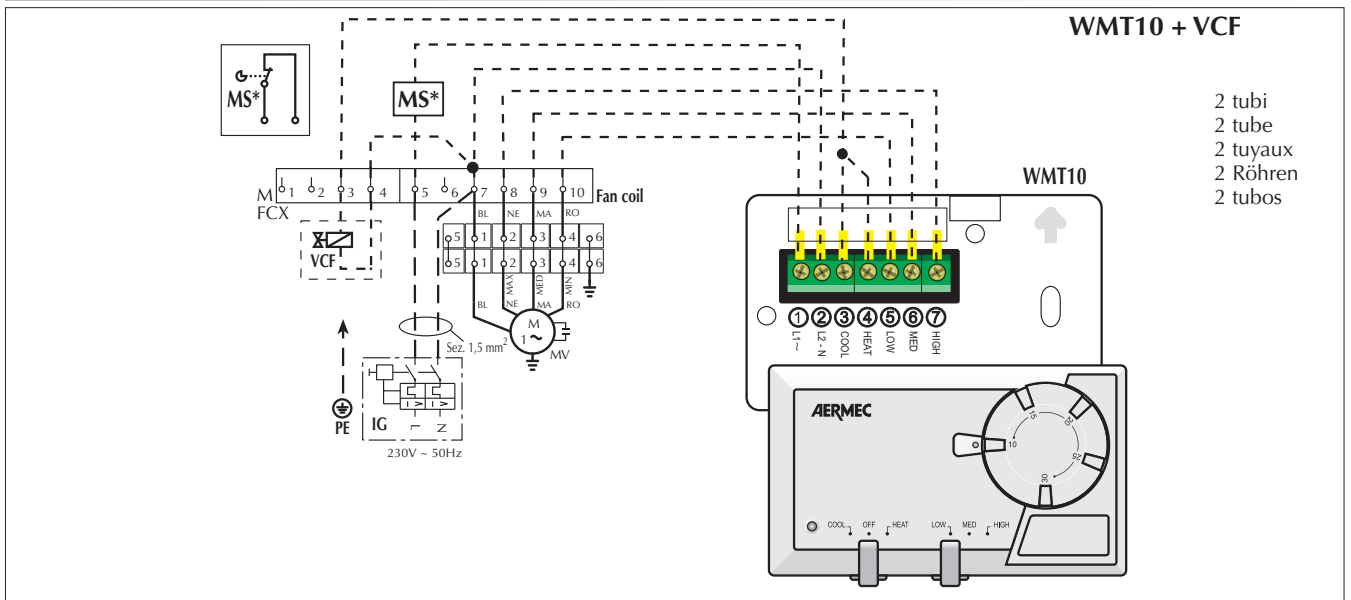 WMT10 + VCF
2 tubi
2 tube
2 tuyaux
2 Röhren
2 tubos
MS*
MS*
M 1 2 3 4 5 6 7 8 9 10 Fan coil
FCX
BL NE MA RO
VCF
5 1 2 3 4 6
5 1 2 3 4 6
MAX MED MIN
BL NE MA RO
M
1 ~
MV
Sez. 1,5 mm²
PE
IG
L N
230V ~ 50Hz
WMT10
1 2 3 4 5 6 7
L1~ L2 - N COOL HEAT LOW MED HIGH
AERMEC
10 15 20 25 30
COOL OFF HEAT LOW MED HIGH